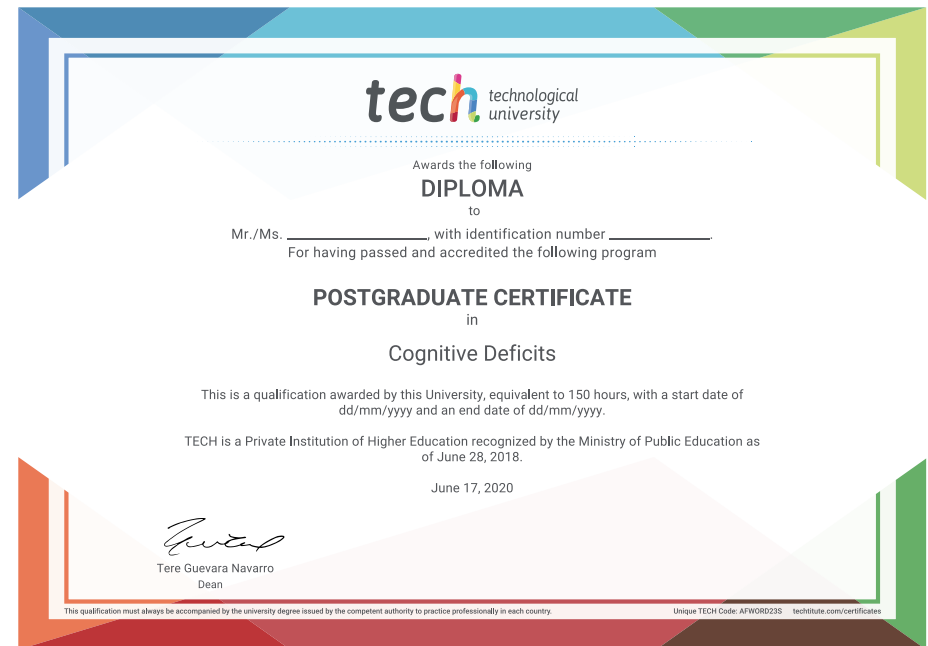 tech technological
university
Awards the following
DIPLOMA
to
Mr./Ms. ____________________, with identification number ______________.
For having passed and accredited the following program
POSTGRADUATE CERTIFICATE
in
Cognitive Deficits
This is a qualification awarded by this University, equivalent to 150 hours, with a start date of
dd/mm/yyyy and an end date of dd/mm/yyyy.
TECH is a Private Institution of Higher Education recognized by the Ministry of Public Education as
of June 28, 2018.
June 17, 2020
Tere Guevara Navarro
Dean
This qualification must always be accompanied by the university degree issued by the competent authority to practice professionally in each country. Unique TECH Code: AFWORD23S techtitute.com/certificates